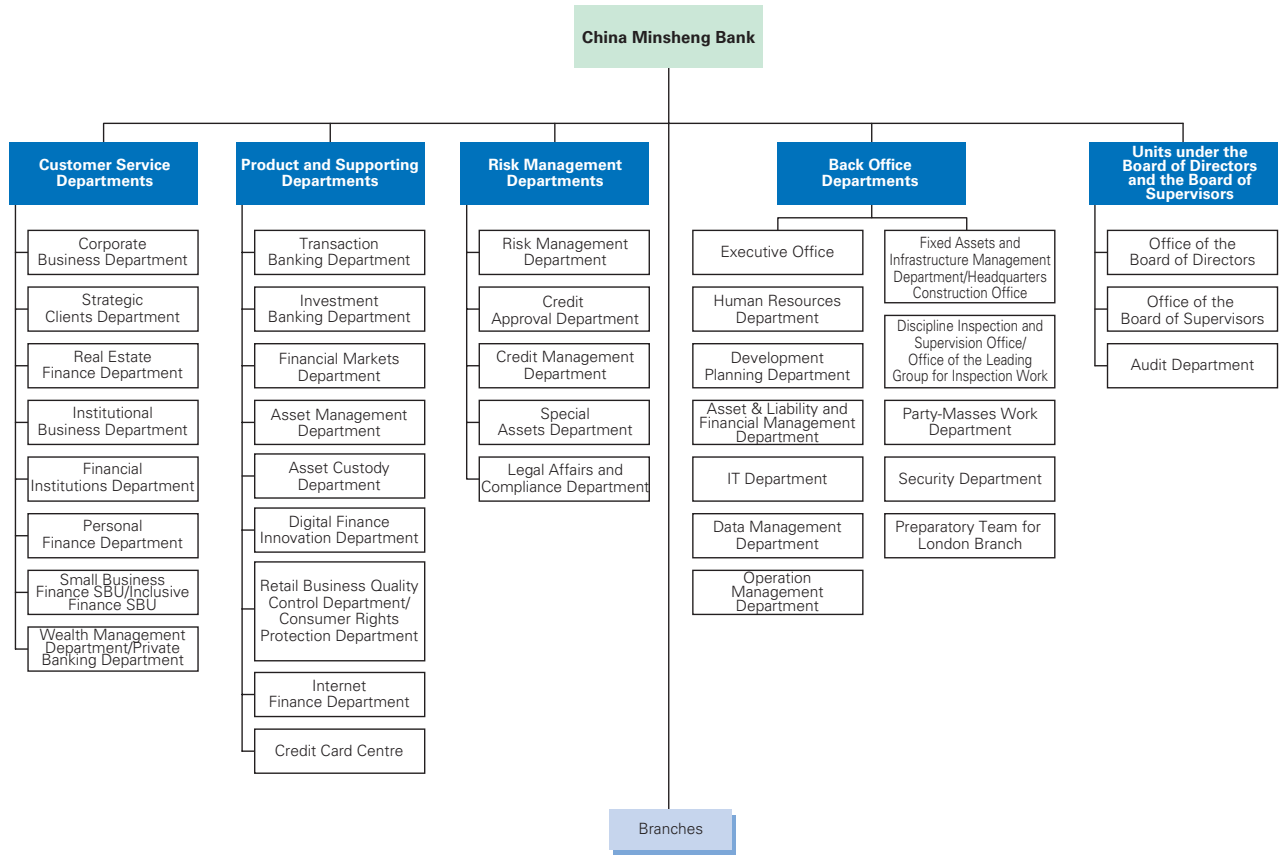 China Minsheng Bank
Customer Service
Departments
Corporate
Business Department
Strategic
Clients Department
Real Estate
Finance Department
Institutional
Business Department
Financial
Institutions Department
Personal
Finance Department
Small Business
Finance SBU/Inclusive
Finance SBU
Wealth Management
Department/Private
Banking Department
Product and Supporting
Departments
Transaction
Banking Department
Investment
Banking Department
Financial Markets
Department
Asset Management
Department
Asset Custody
Department
Digital Finance
Innovation Department
Retail Business Quality
Control Department/
Consumer Rights
Protection Department
Internet
Finance Department
Credit Card Centre
Risk Management
Departments
Risk Management
Department
Credit
Approval Department
Credit Management
Department
Special
Assets Department
Legal Affairs and
Compliance Department
Back Office
Departments
Executive Office
Human Resources
Department
Development
Planning Department
Asset & Liability and
Financial Management
Department
IT Department
Data Management
Department
Operation
Management
Department
Fixed Assets and
Infrastructure Management
Department/Headquarters
Construction Office
Discipline Inspection and
Supervision Office/
Office of the Leading
Group for Inspection Work
Party-Masses Work
Department
Security Department
Preparatory Team for
London Branch
Units under the
Board of Directors
and the Board of
Supervisors
Office of the
Board of Directors
Office of the
Board of Supervisors
Audit Department
Branches